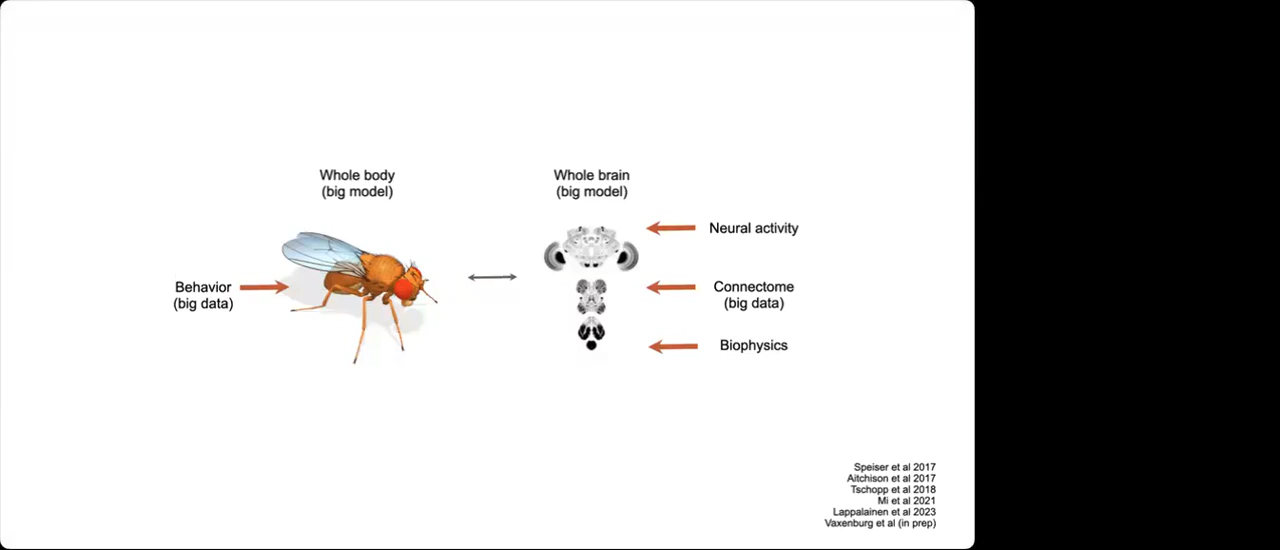 Whole body
(big model)
Whole brain
(big model)
Neural activity
Behavior
(big data)
Connectome
(big data)
Biophysics
Speiser et al 2017
Aitchison et al 2017
Tschopp et al 2018
Mi et al 2021
Lappalainen et al 2023
Vaxenburg et al (in prep)